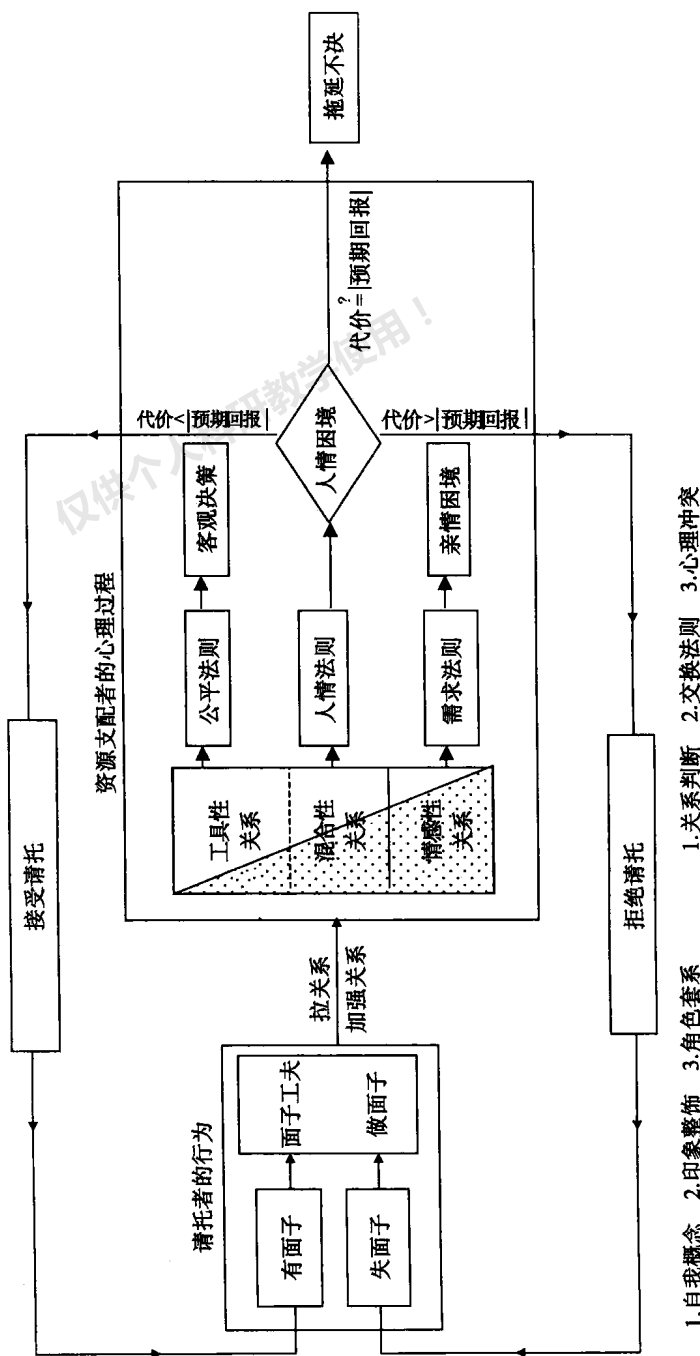 接受请托
请托者的行为
有面子
失面子
面子工夫
做面子
拉关系
加强关系
资源支配者的心理过程
工具性
关系
混合性
关系
情感性
关系
公平法则
人情法则
需求法则
客观决策
人情困境
亲情困境
代价<|预期回报|
代价=?|预期回报|
代价>|预期回报|
拖延不决
拒绝请托
1.自我概念 2.印象整饰 3.角色套系
1.关系判断 2.交换法则 3.心理冲突
仅供个人科研教学使用！